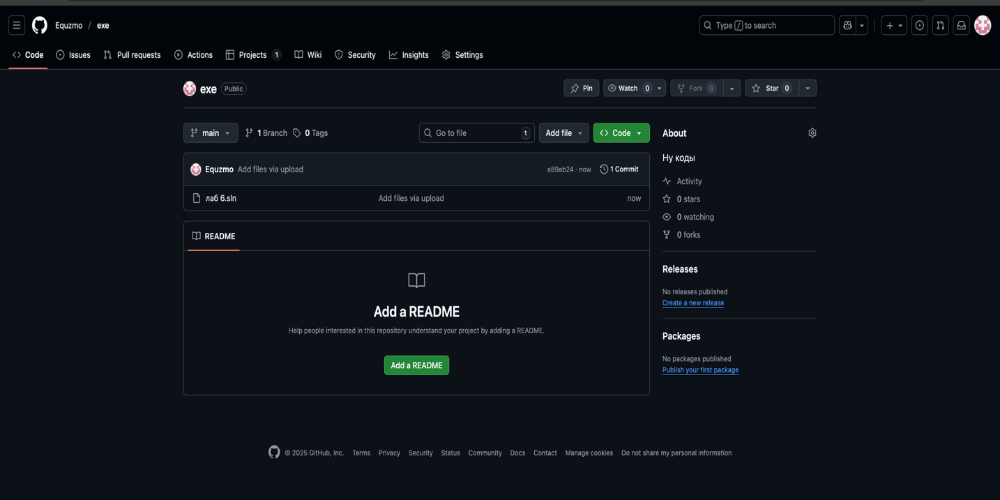 Equzmo / exe
Type / to search
Code Issues Pull requests Actions Projects 1 Wiki Security Insights Settings
exe Public
Pin Watch 0 Fork 0 Star 0
main 1 Branch 0 Tags Go to file t Add file Code
Equzmo Add files via upload a89ab24 · now 1 Commit
лаб 6.sln Add files via upload now
README
Add a README
Help people interested in this repository understand your project by adding a README.
Add a README
About
Ну коды
Activity
0 stars
0 watching
0 forks
Releases
No releases published
Create a new release
Packages
No packages published
Publish your first package
© 2025 GitHub, Inc. Terms Privacy Security Status Community Docs Contact Manage cookies Do not share my personal information